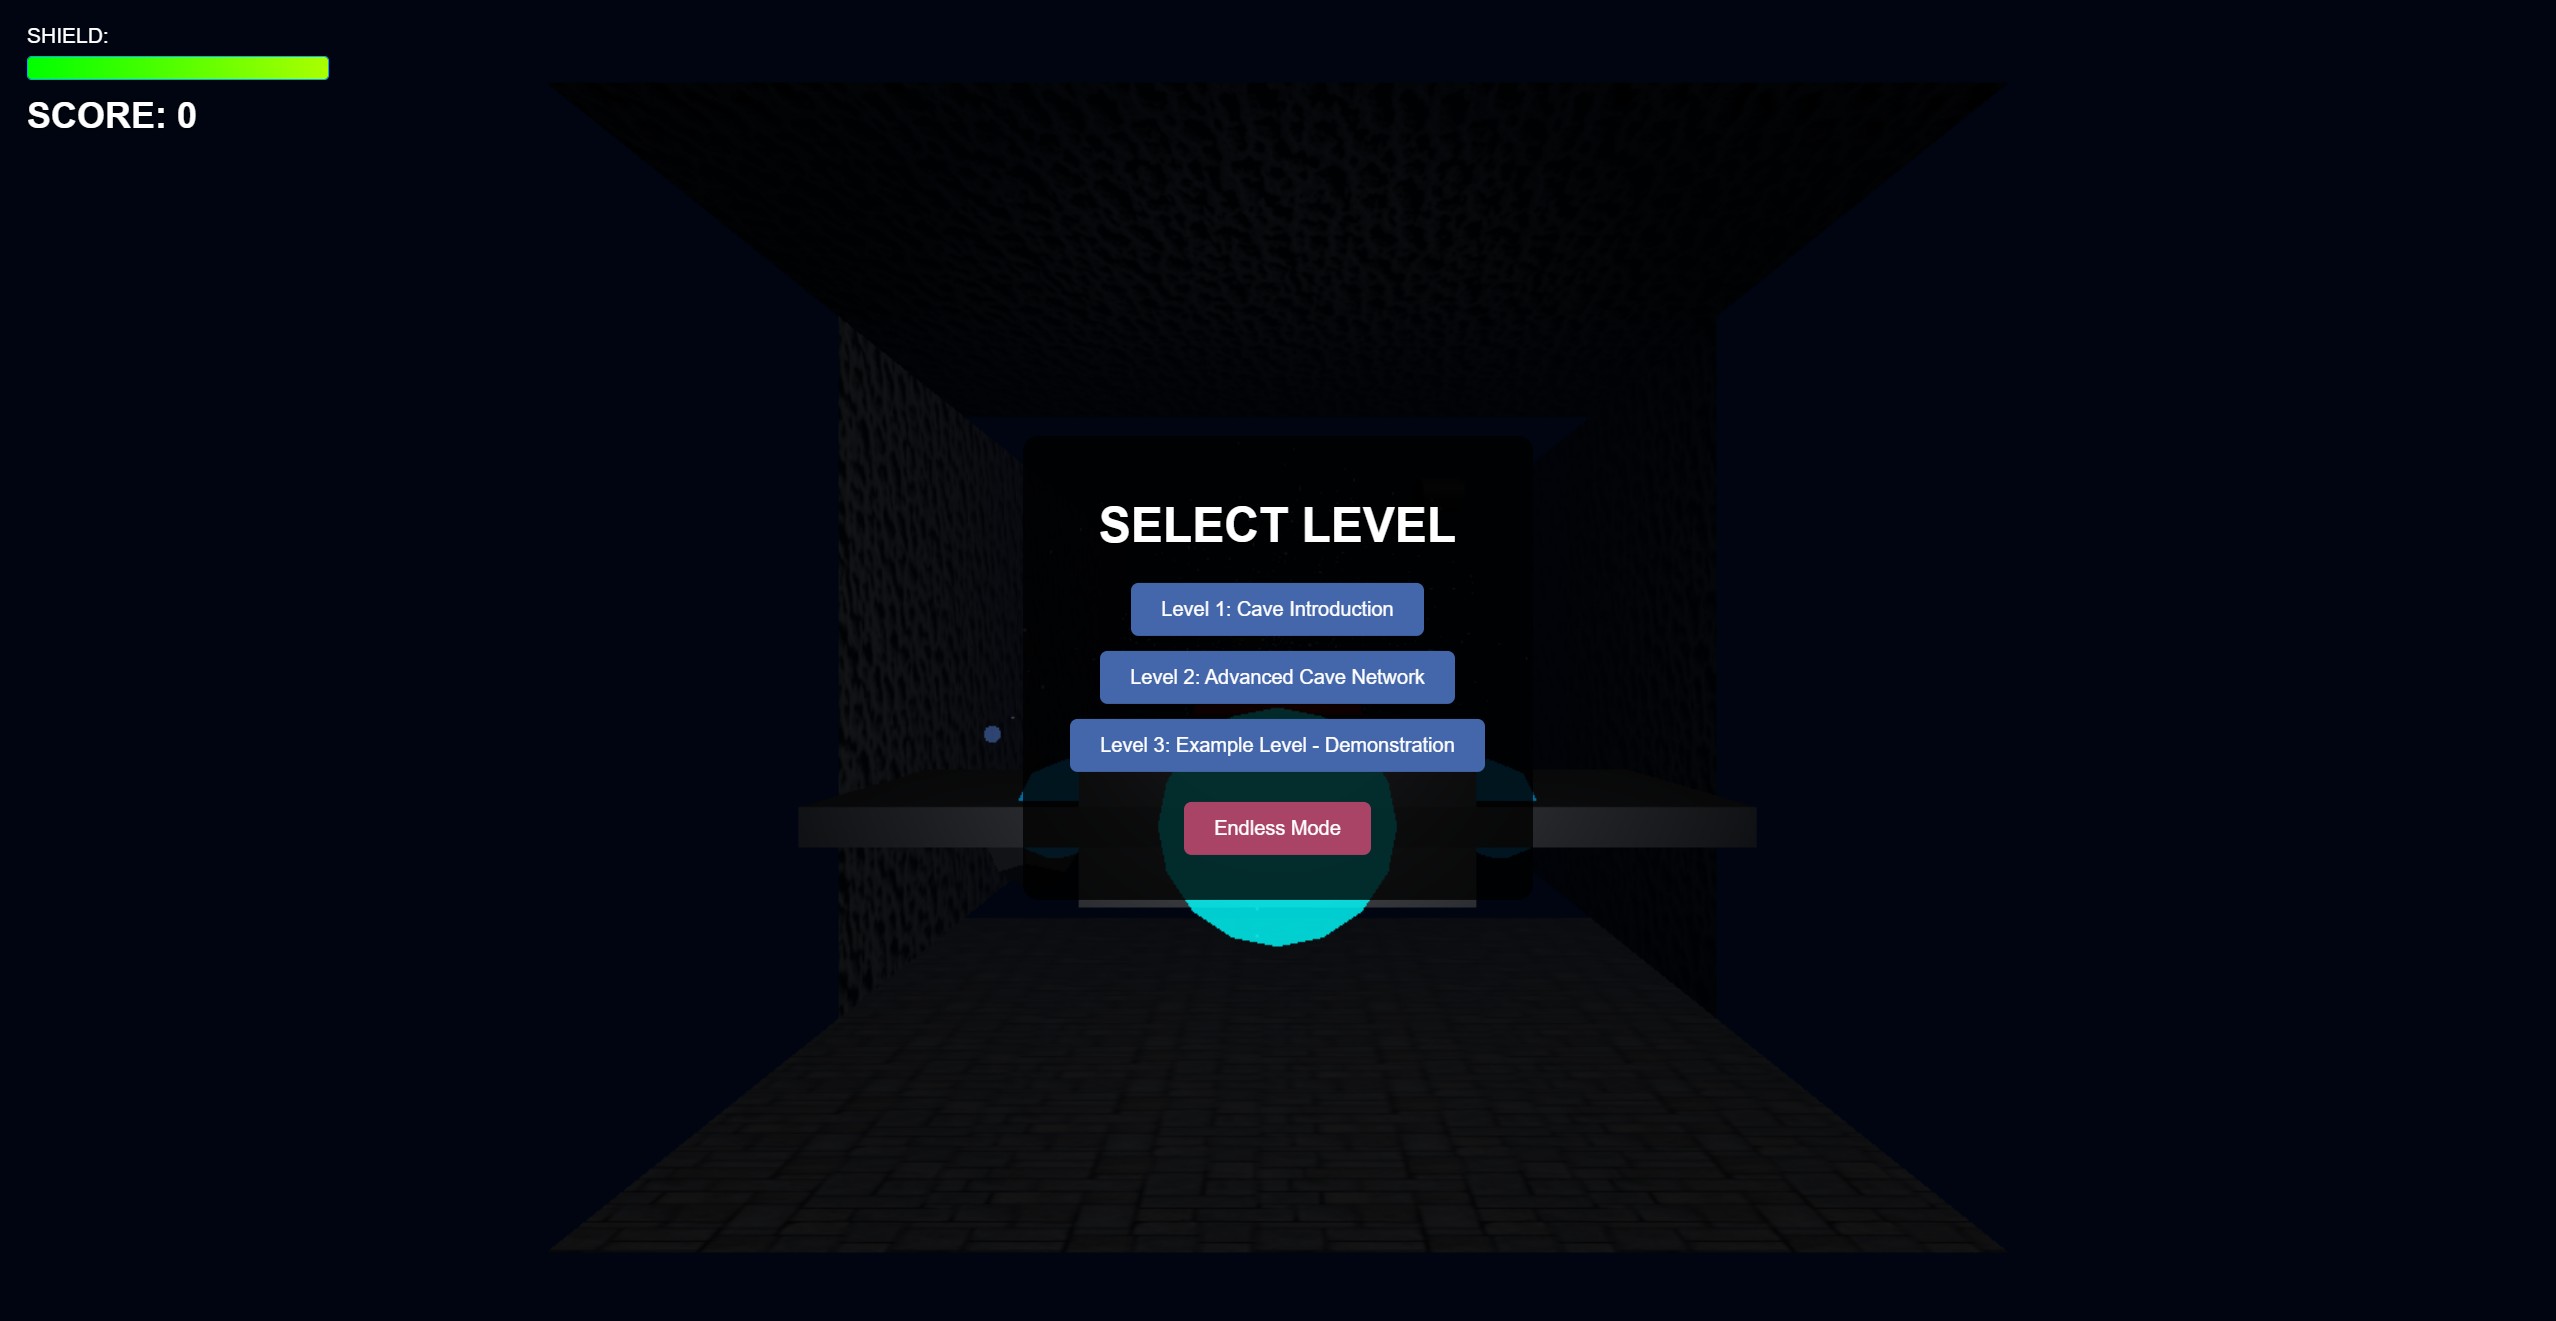 SHIELD:
SCORE: 0
SELECT LEVEL
Level 1: Cave Introduction
Level 2: Advanced Cave Network
Level 3: Example Level - Demonstration
Endless Mode